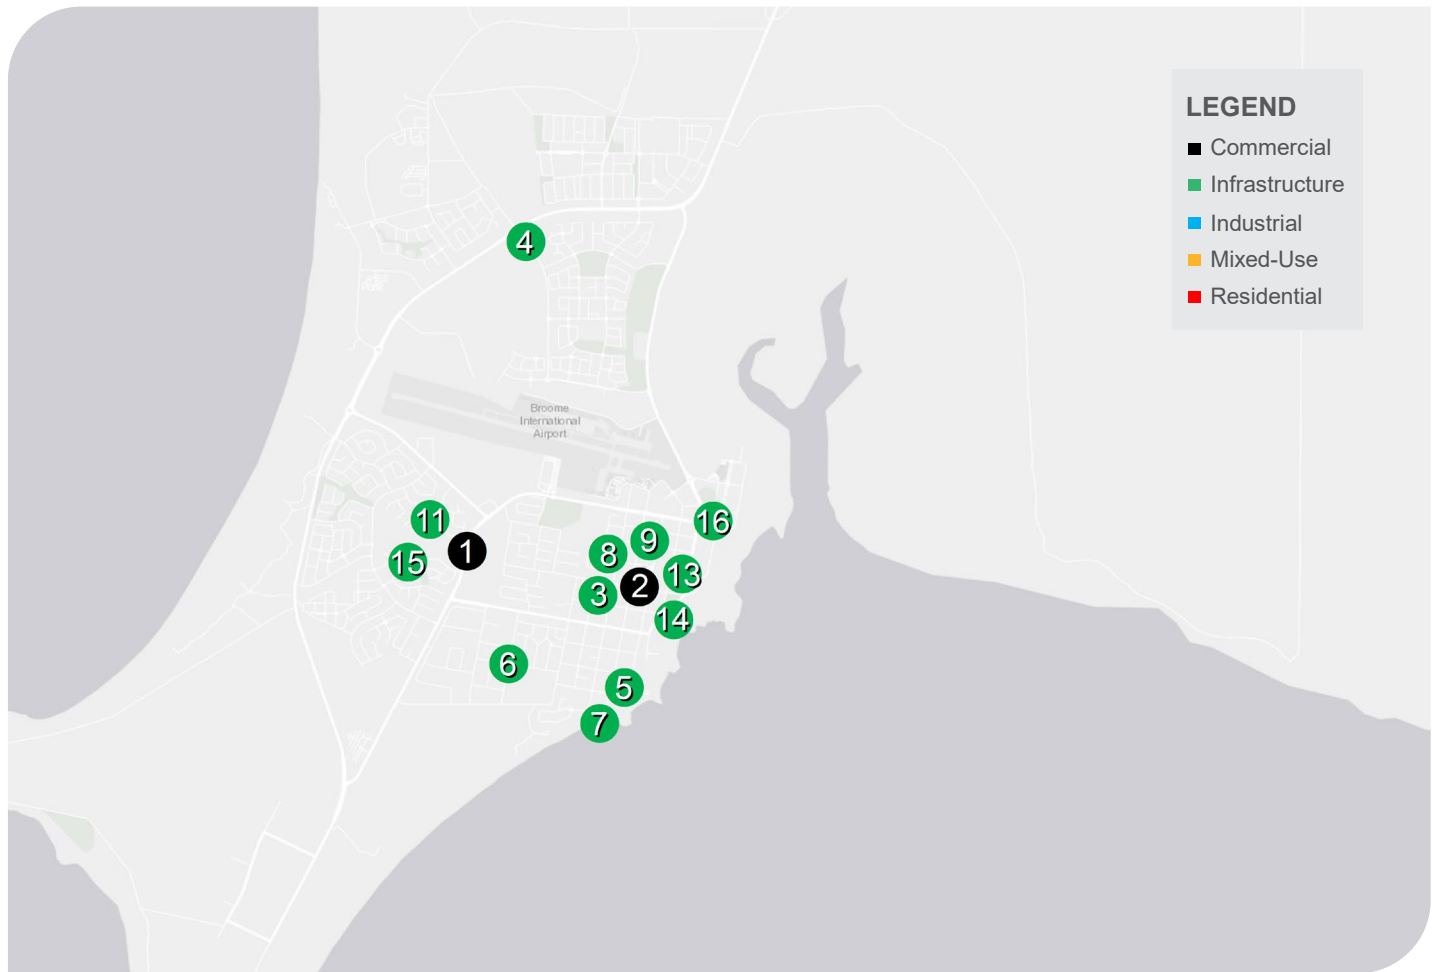 LEGEND
Commercial
Infrastructure
Industrial
Mixed-Use
Residential
4
Broome
International
Airport
11
1
15
16
9
8
13
2
3
14
6
5
7